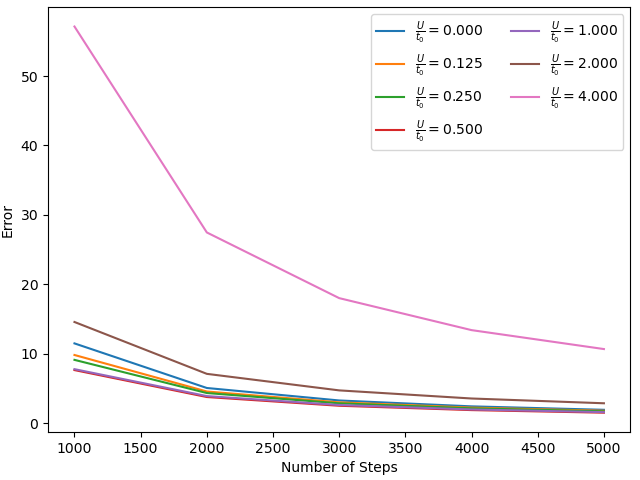 U/t₀ = 0.000
U/t₀ = 0.125
U/t₀ = 0.250
U/t₀ = 0.500
U/t₀ = 1.000
U/t₀ = 2.000
U/t₀ = 4.000
Error
50
40
30
20
10
0
1000 1500 2000 2500 3000 3500 4000 4500 5000
Number of Steps